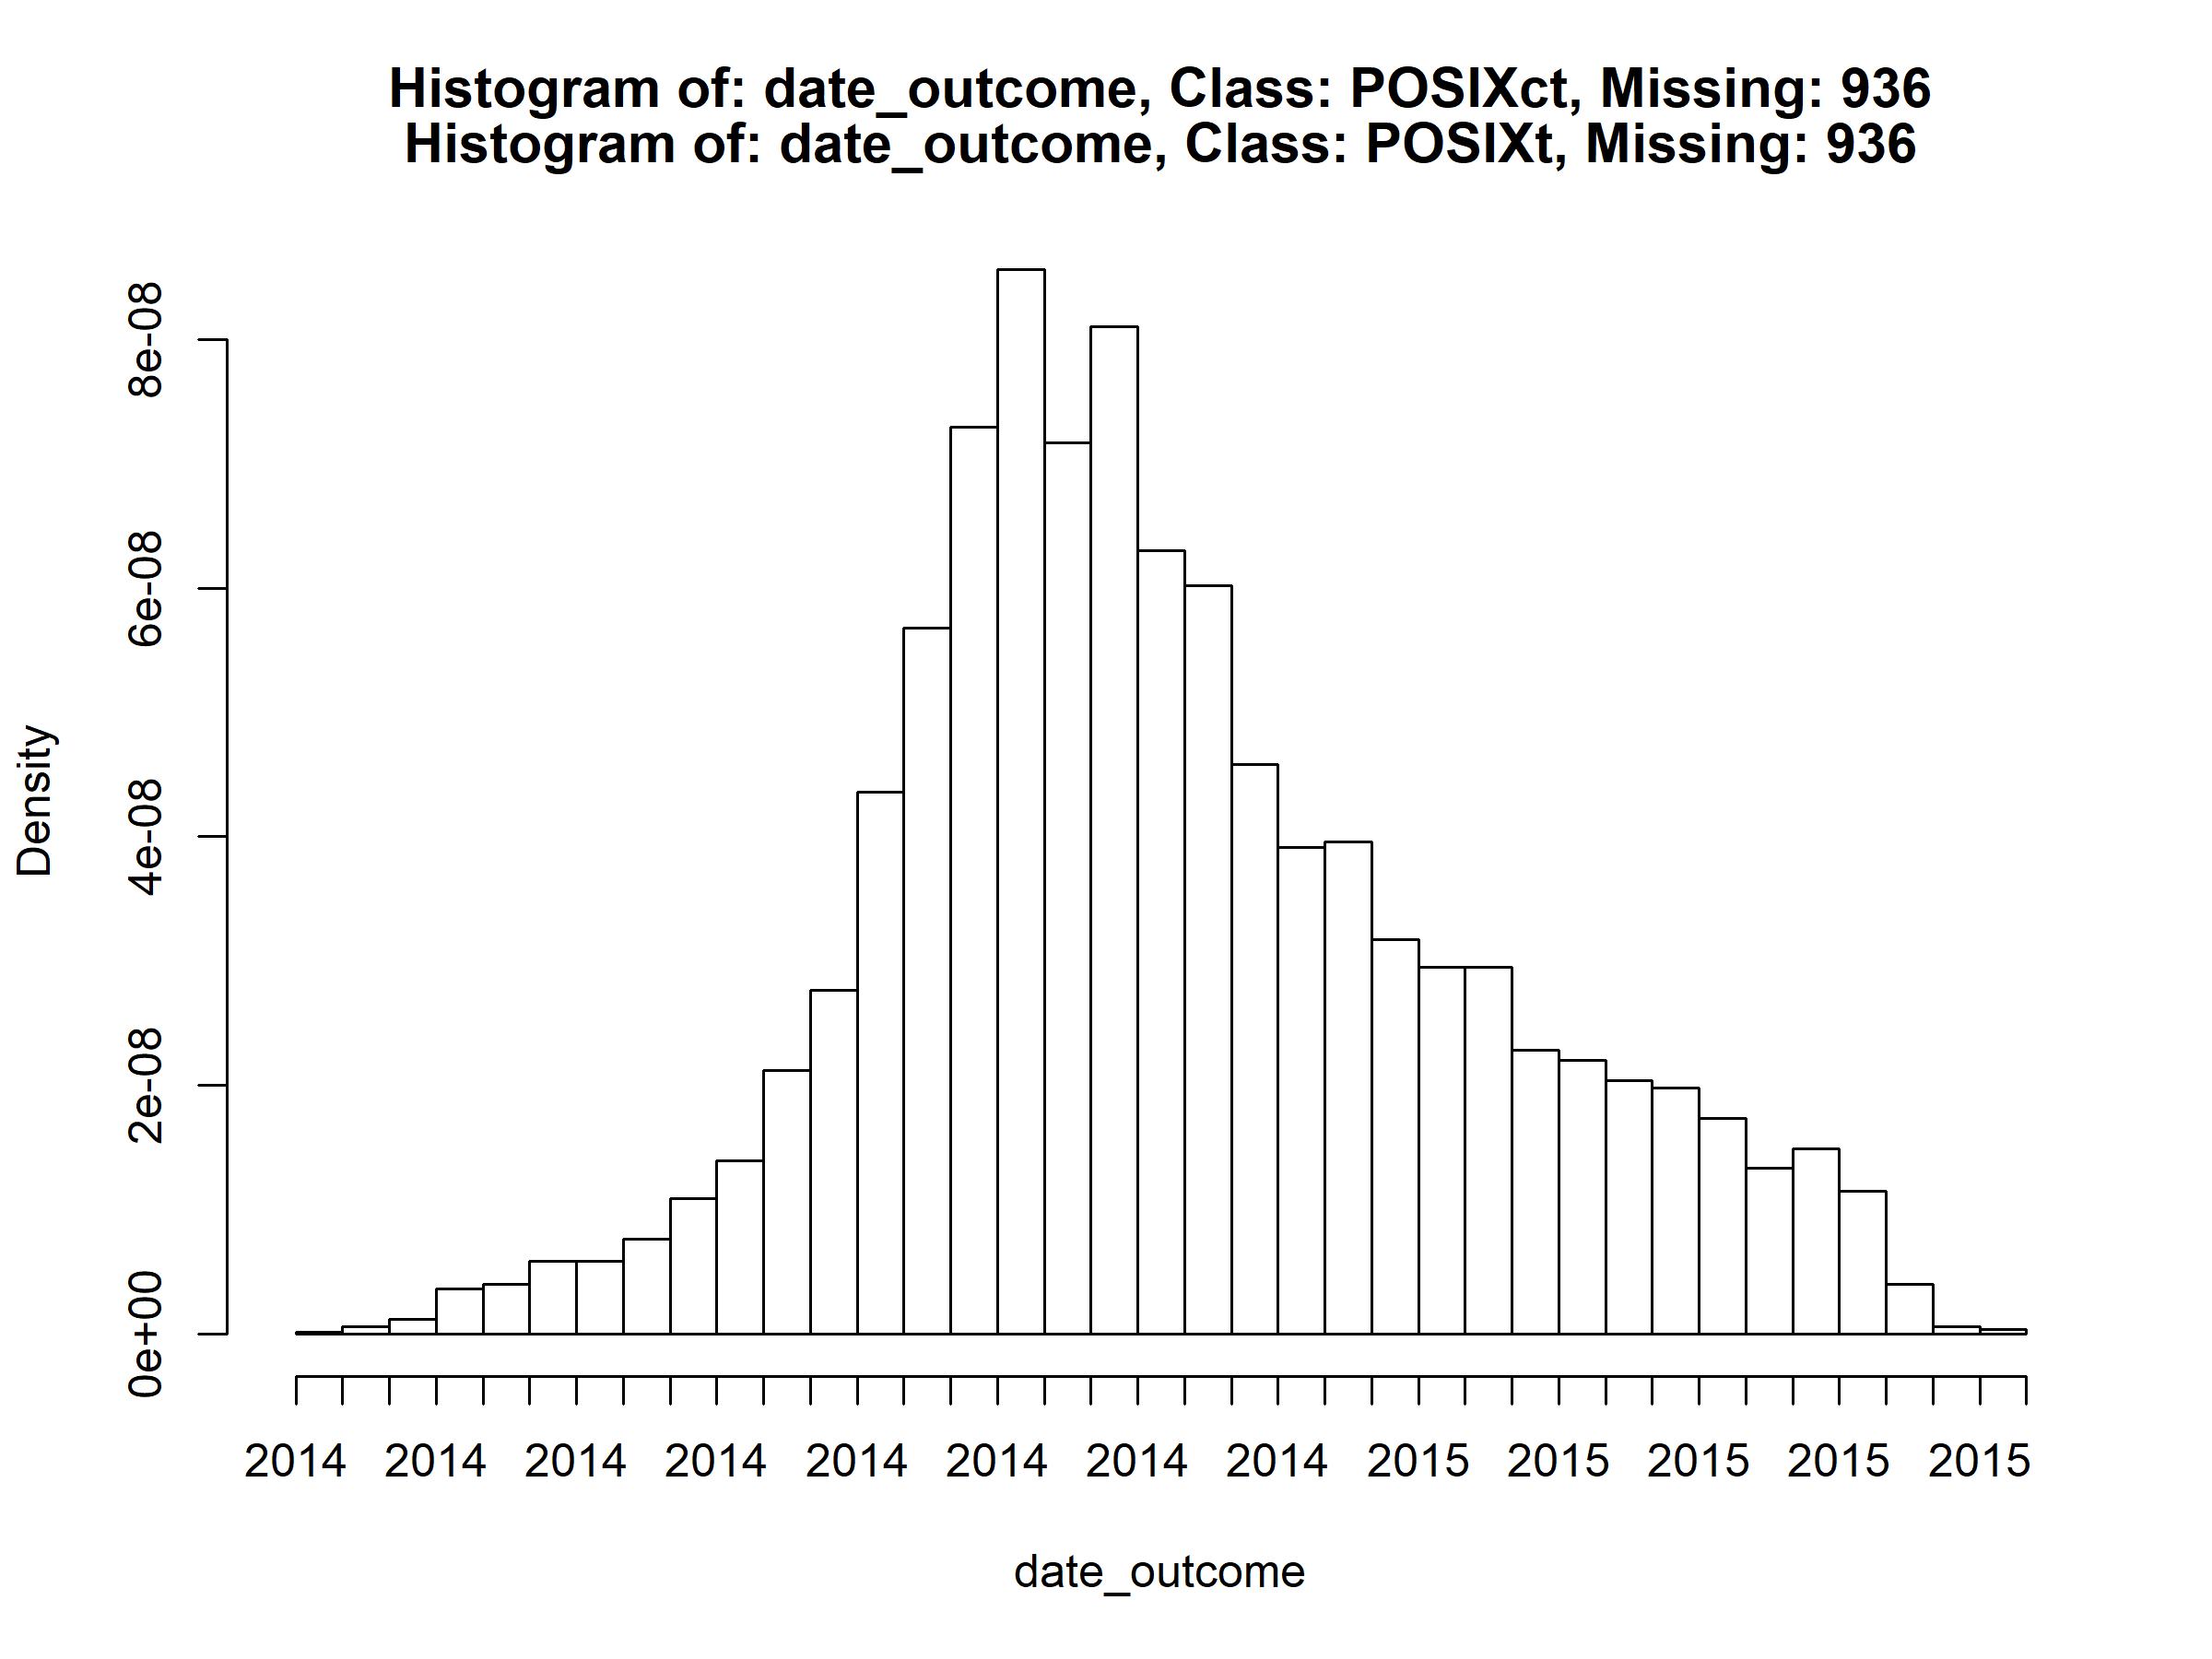 Histogram of: date_outcome, Class: POSIXct, Missing: 936
Histogram of: date_outcome, Class: POSIXt, Missing: 936
Density
8e-08
6e-08
4e-08
2e-08
0e+00
2014 2014 2014 2014 2014 2014 2014 2014 2015 2015 2015 2015 2015
date_outcome